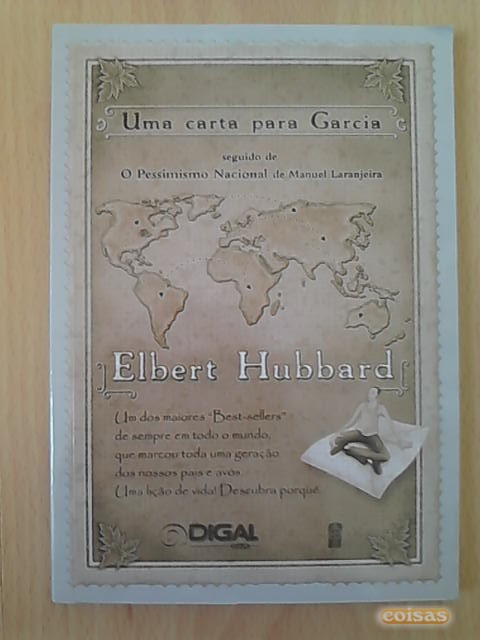 Uma carta para Garcia
seguido de
O Pessimismo Nacional de Manuel Laranjeira
Elbert Hubbard
Um dos maiores "Best-sellers"
de sempre em todo o mundo,
que marcou toda uma geração
dos nossos pais e avós.
Uma lição de vida! Descubra porquê.
DIGAL
coisas